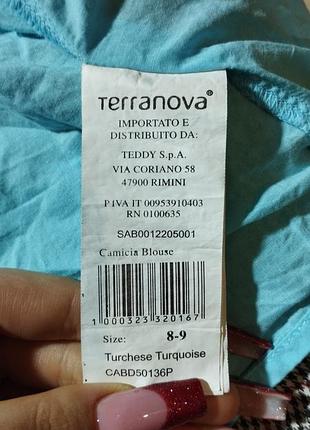 Terranova®
IMPORTATO E
DISTRIBUITO DA:
TEDDY S.p.A.
VIA CORIANO 58
47900 RIMINI
P.IVA IT 00953910403
RN 0100635
SAB0012205001
Camicia Blouse
1 000323 320167
Size: 8-9
Turchese Turquoise
CABD50136P